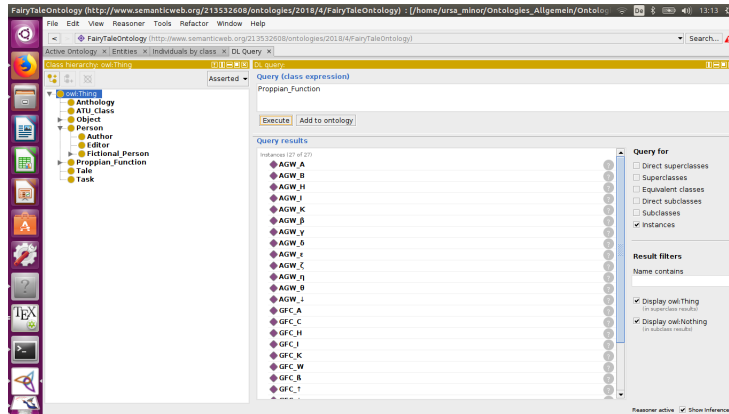 FairyTaleOntology (http://www.semanticweb.org/213532608/ontologies/2018/4/FairyTaleOntology) : [/home/ursa_minor/Ontologies_Allgemein/Ontolog
De
13:13
File Edit View Reasoner Tools Refactor Window Help
FairyTaleOntology (http://www.semanticweb.org/213532608/ontologies/2018/4/FairyTaleOntology)
Search...
Active Ontology × Entities × Individuals by class × DL Query ×
Class hierarchy: owl:Thing
Asserted
owl:Thing
Anthology
ATU_Class
Object
Person
Author
Editor
Fictional_Person
Proppian_Function
Tale
Task
DL query:
Query (class expression)
Proppian_Function
Execute Add to ontology
Query results
Instances (27 of 27)
AGW_A
AGW_B
AGW_H
AGW_I
AGW_K
AGW_β
AGW_γ
AGW_δ
AGW_ε
AGW_ζ
AGW_η
AGW_θ
AGW_↓
GFC_A
GFC_C
GFC_H
GFC_I
GFC_K
GFC_W
GFC_ß
GFC_↑
Query for
Direct superclasses
Superclasses
Equivalent classes
Direct subclasses
Subclasses
Instances
Result filters
Name contains
Display owl:Thing
(in superclass results)
Display owl:Nothing
(in subclass results)
Reasoner active Show Inference
TEX